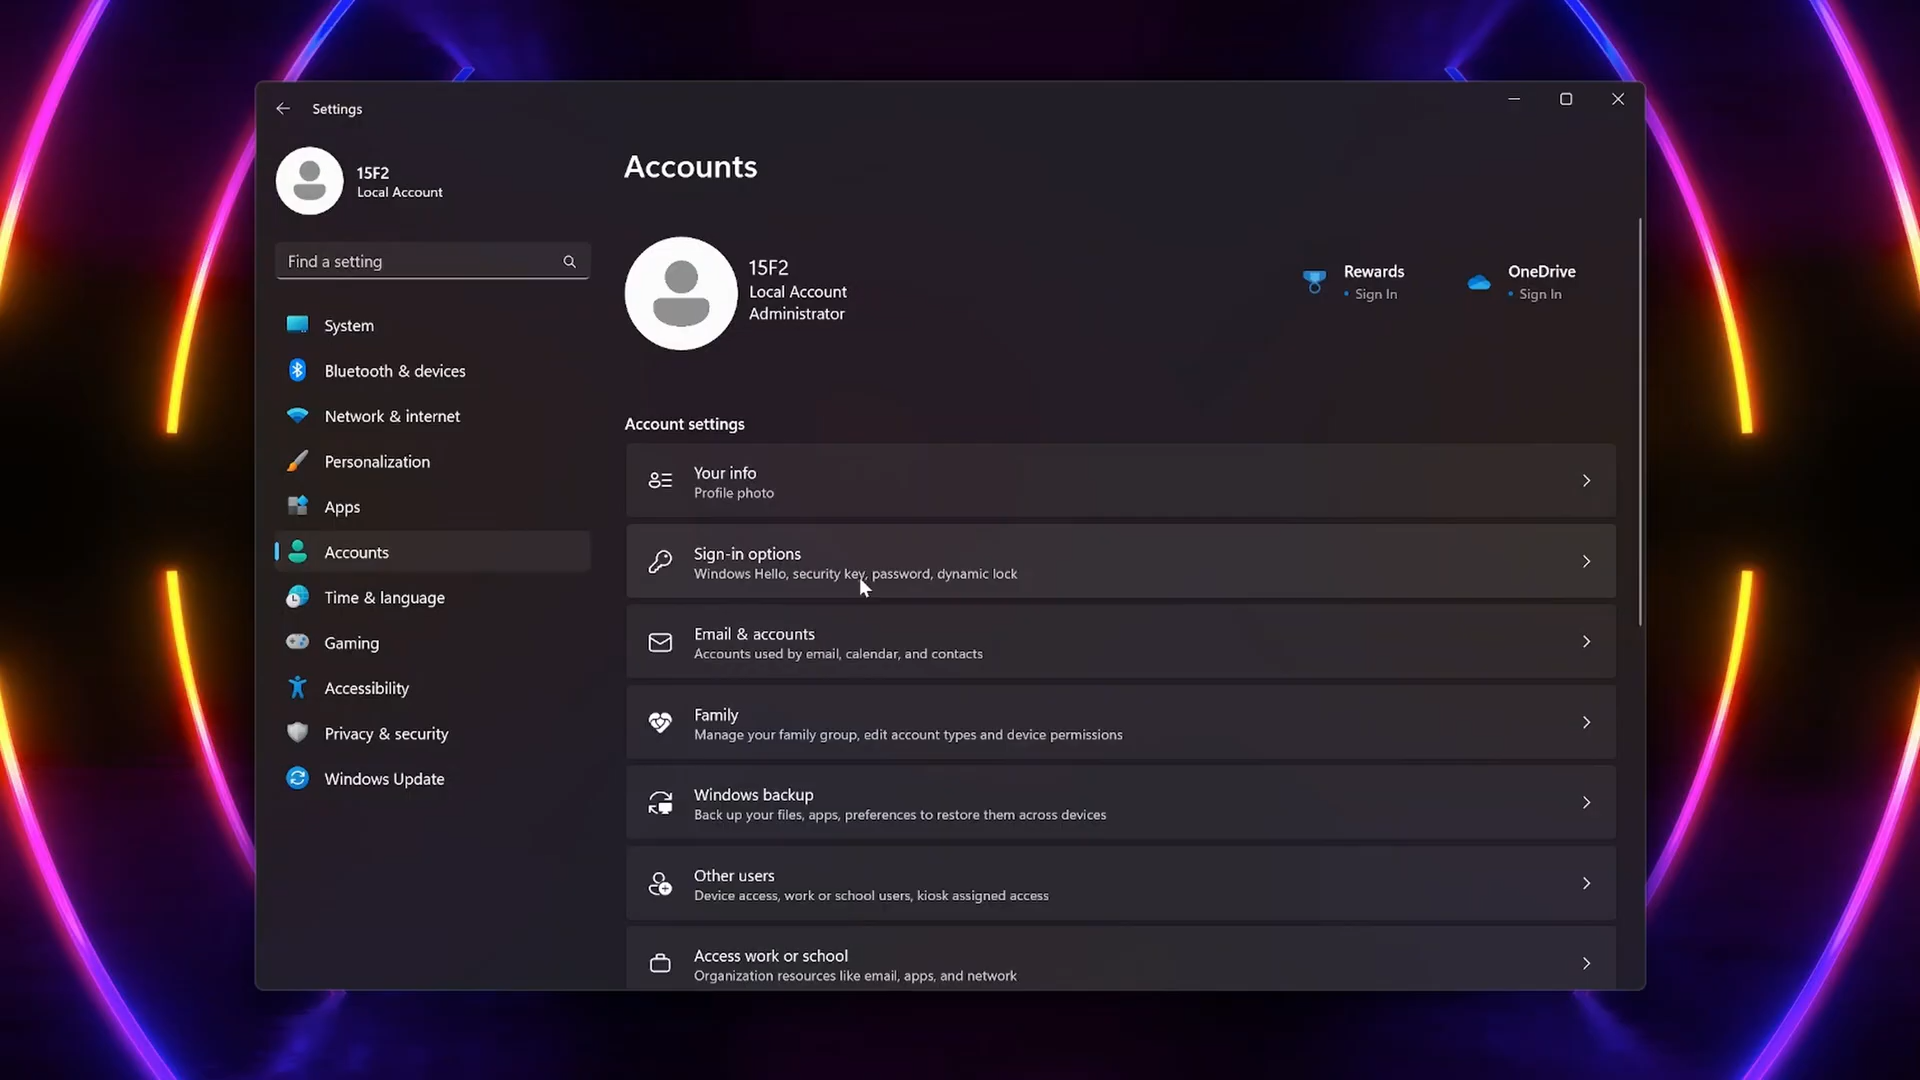 Settings
15F2
Local Account
Find a setting
System
Bluetooth & devices
Network & internet
Personalization
Apps
Accounts
Time & language
Gaming
Accessibility
Privacy & security
Windows Update
Accounts
15F2
Local Account
Administrator
Rewards
• Sign In
OneDrive
• Sign In
Account settings
Your info
Profile photo
Sign-in options
Windows Hello, security key, password, dynamic lock
Email & accounts
Accounts used by email, calendar, and contacts
Family
Manage your family group, edit account types and device permissions
Windows backup
Back up your files, apps, preferences to restore them across devices
Other users
Device access, work or school users, kiosk assigned access
Access work or school
Organization resources like email, apps, and network